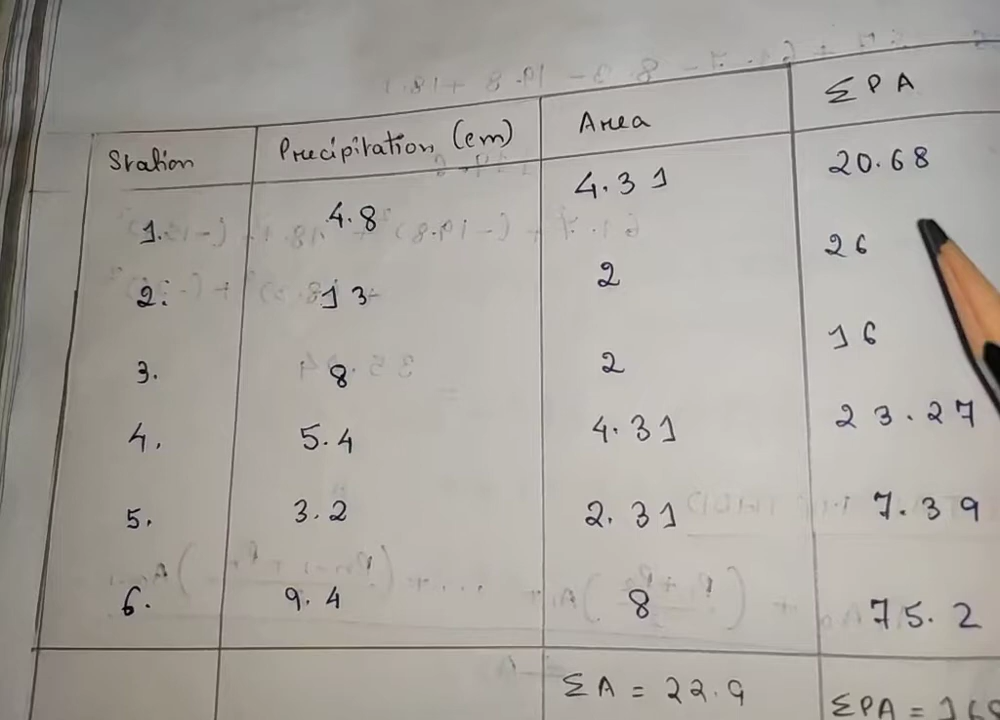 Station Precipitation (cm) Area ΣPA
1. 4.8 4.31 20.68
2. 13 2 26
3. 8 2 16
4. 5.4 4.31 23.27
5. 3.2 2.31 7.39
6. 9.4 8 75.2
ΣA = 22.9 ΣPA =